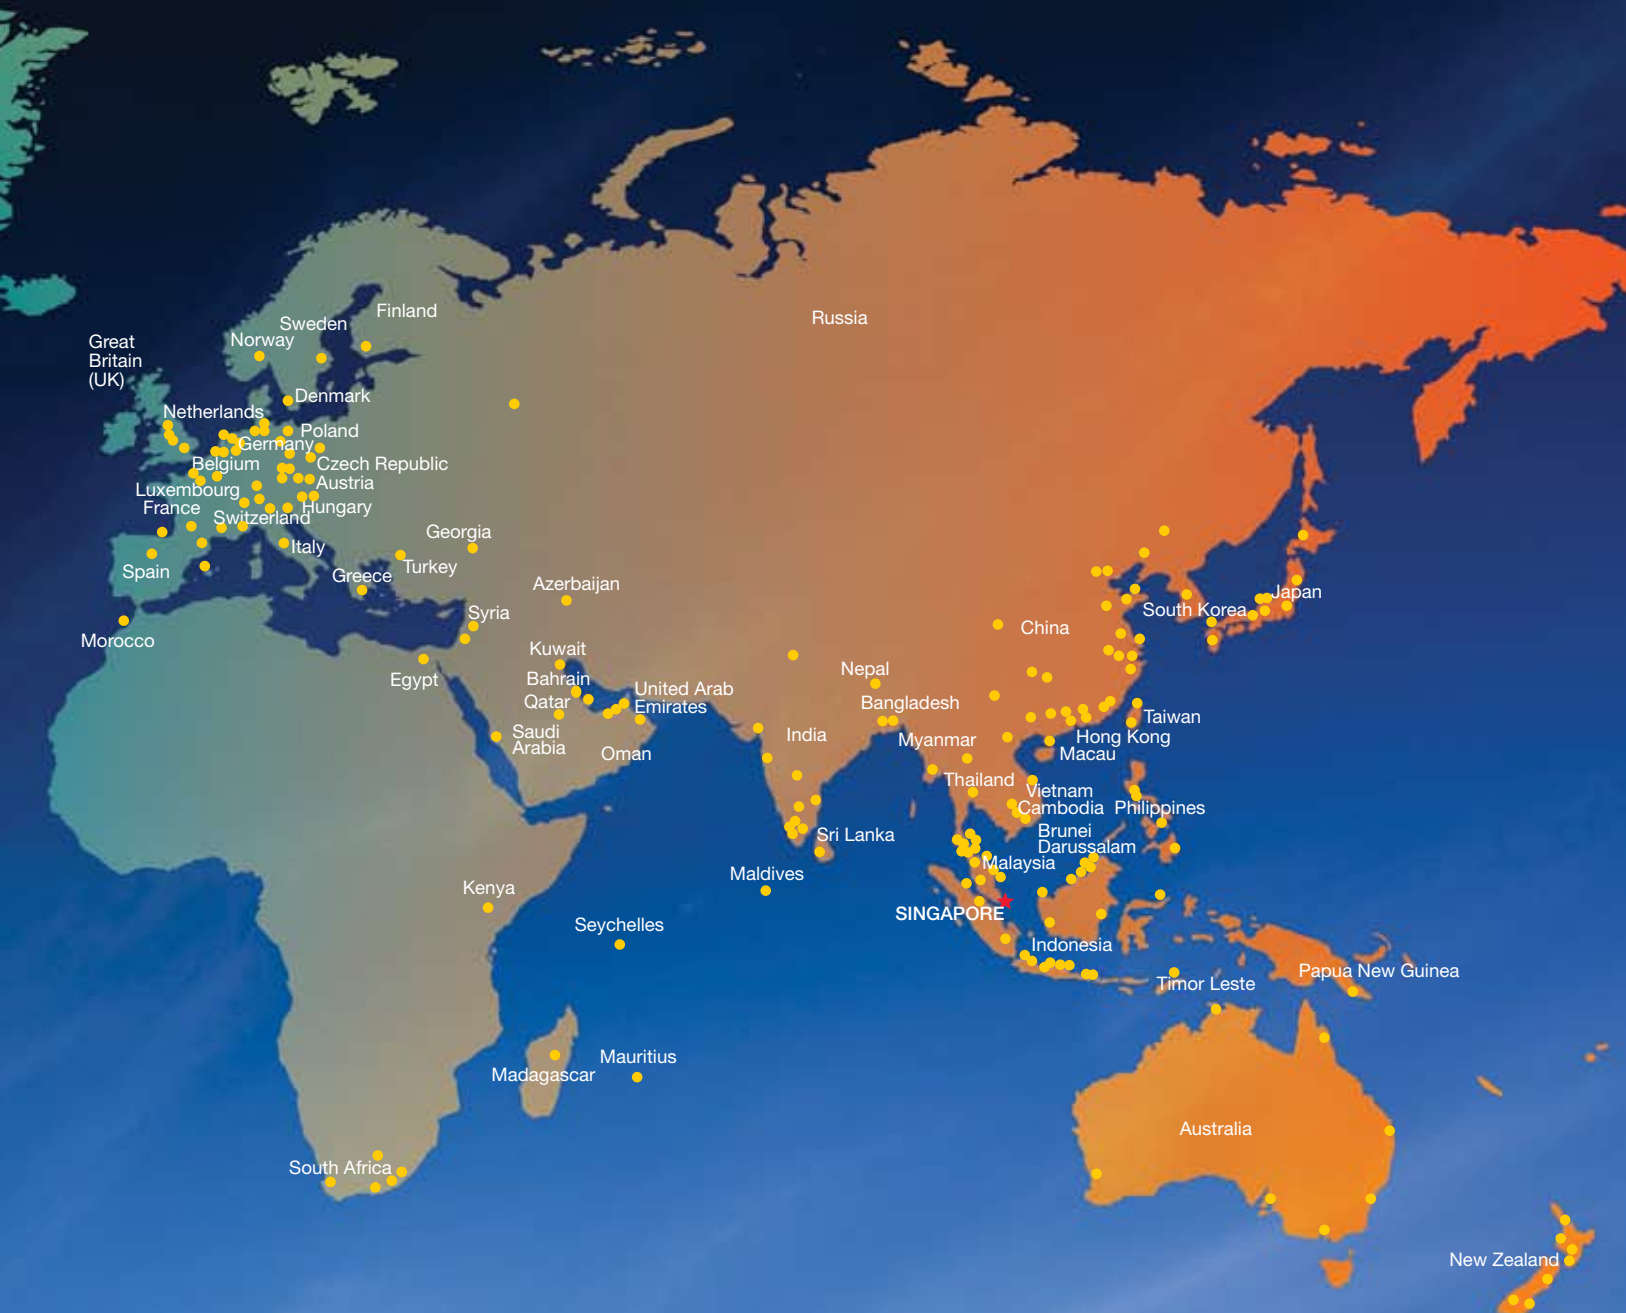 Finland
Russia
Sweden
Norway
Great
Britain
(UK)
Denmark
Netherlands
Poland
Germany
Belgium
Czech Republic
Austria
Luxembourg
France
Hungary
Switzerland
Georgia
Italy
Turkey
Spain
Greece
Azerbaijan
Japan
South Korea
Syria
China
Morocco
Kuwait
Nepal
Egypt
Bahrain
United Arab
Emirates
Qatar
Bangladesh
Taiwan
Saudi
Arabia
India
Myanmar
Hong Kong
Macau
Oman
Thailand
Vietnam
Cambodia
Philippines
Brunei
Darussalam
Sri Lanka
Malaysia
Maldives
Kenya
SINGAPORE
Seychelles
Indonesia
Papua New Guinea
Timor Leste
Mauritius
Madagascar
Australia
South Africa
New Zealand